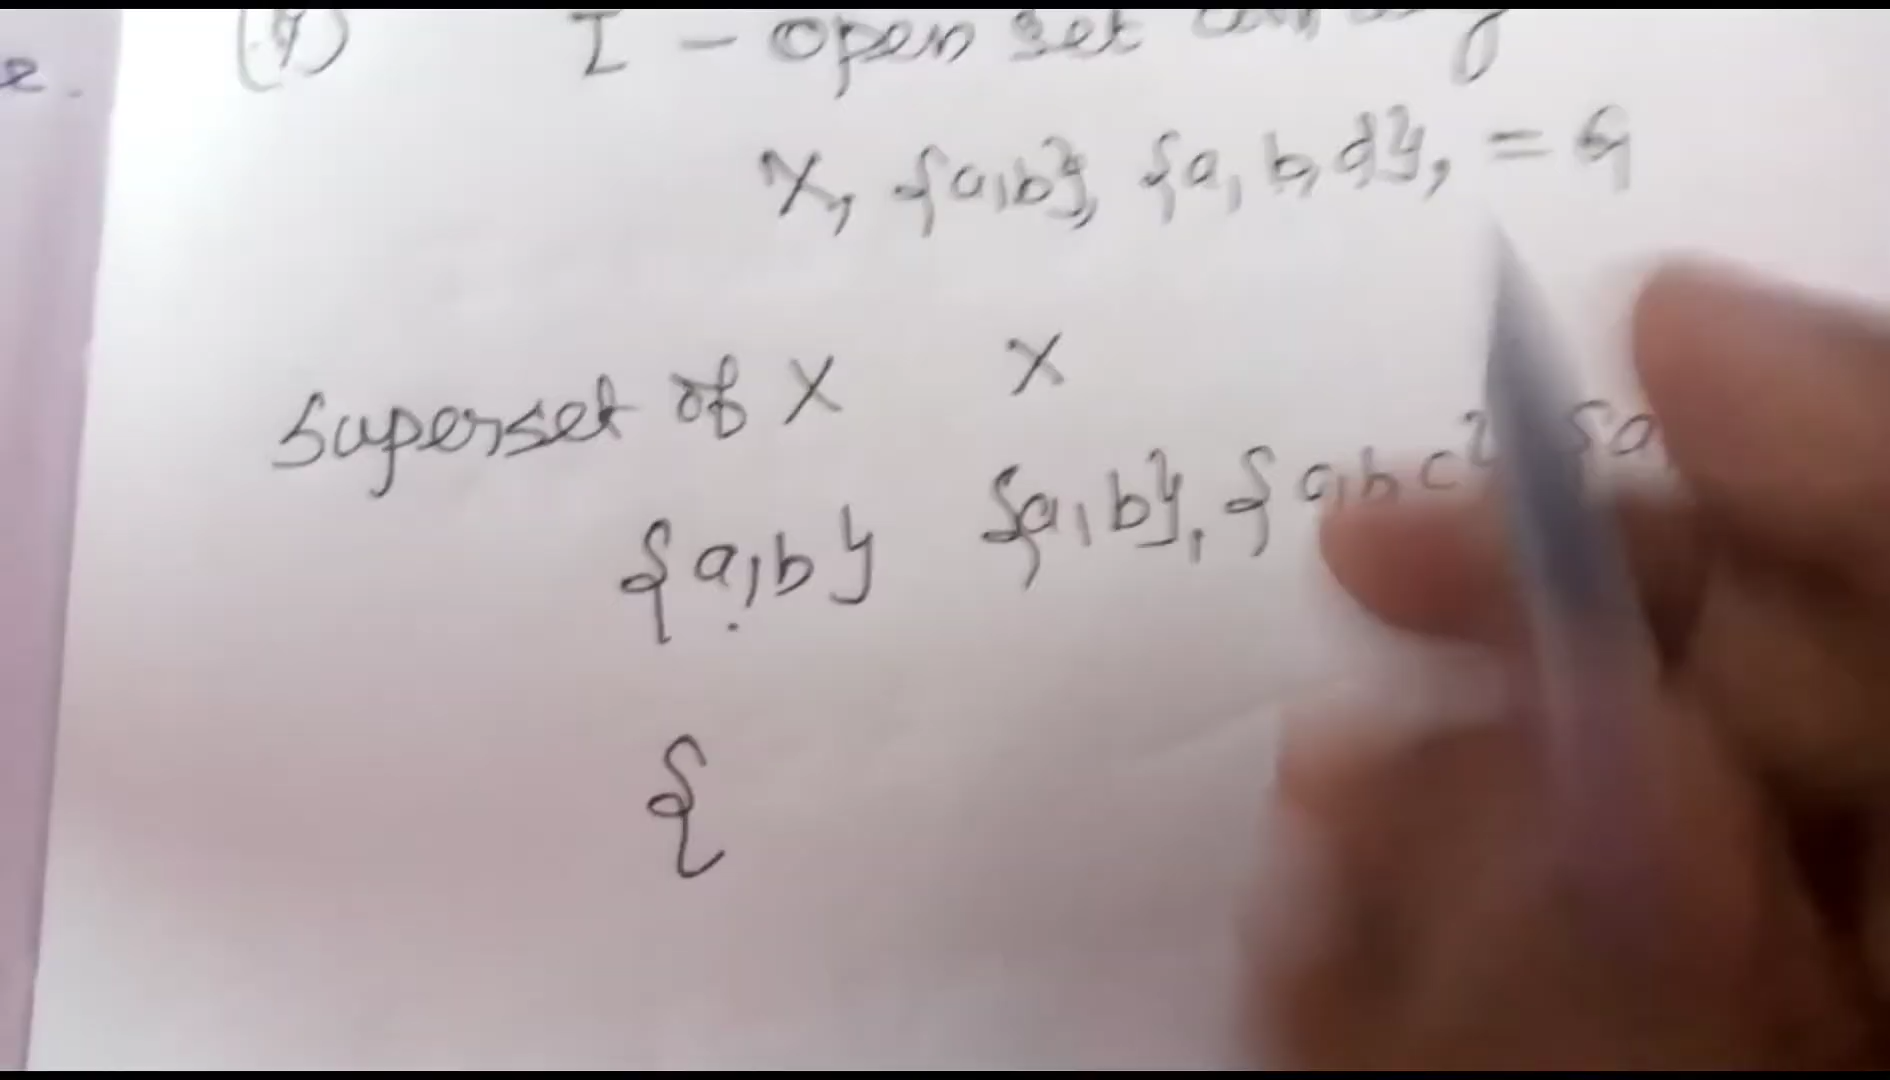 e.
(4) I - open set
X, {a,b}, {a, b, d}, = G
Superset of X X
{a,b} {a,b}, {a,b c} {a,
{